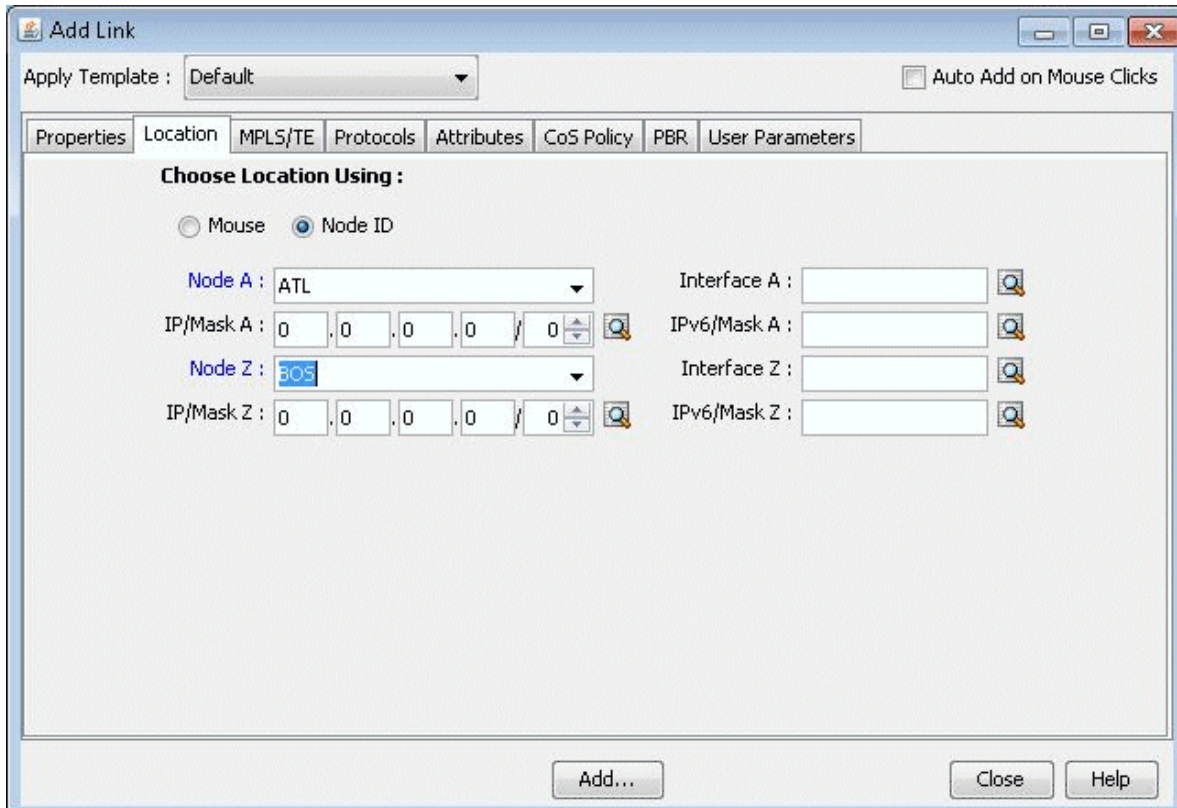 Add Link
Apply Template : Default Auto Add on Mouse Clicks
Properties Location MPLS/TE Protocols Attributes CoS Policy PBR User Parameters
Choose Location Using :
Mouse Node ID
Node A : ATL Interface A :
IP/Mask A : 0 . 0 . 0 . 0 / 0 IPv6/Mask A :
Node Z : BOS Interface Z :
IP/Mask Z : 0 . 0 . 0 . 0 / 0 IPv6/Mask Z :
Add... Close Help